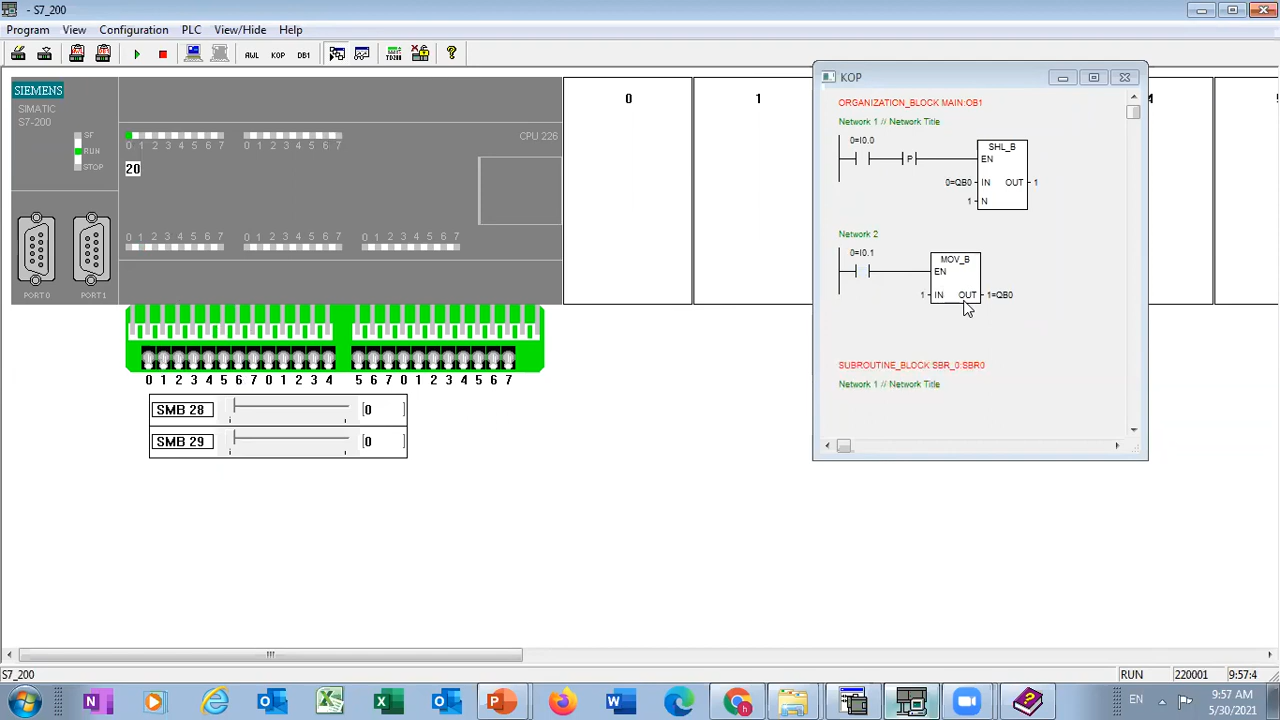 - S7_200
Program View Configuration PLC View/Hide Help
AWL KOP DB1
SIEMENS
SIMATIC
S7-200
SF
RUN
STOP
0 1 2 3 4 5 6 7 0 1 2 3 4 5 6 7
CPU 226
20
0 1 2 3 4 5 6 7 0 1 2 3 4 5 6 7 0 1 2 3 4 5 6 7
PORT0 PORT1
0 1 2 3 4 5 6 7 0 1 2 3 4 5 6 7 0 1 2 3 4 5 6 7
SMB 28 [0 ]
SMB 29 [0 ]
0 1 4
KOP
ORGANIZATION_BLOCK MAIN:OB1
Network 1 // Network Title
0=I0.0
P
SHL_B
EN
0=QB0 IN OUT 1
1 N
Network 2
0=I0.1
MOV_B
EN
1 IN OUT 1=QB0
SUBROUTINE_BLOCK SBR_0:SBR0
Network 1 // Network Title
S7_200 RUN 220001 9:57:4
EN
9:57 AM
5/30/2021